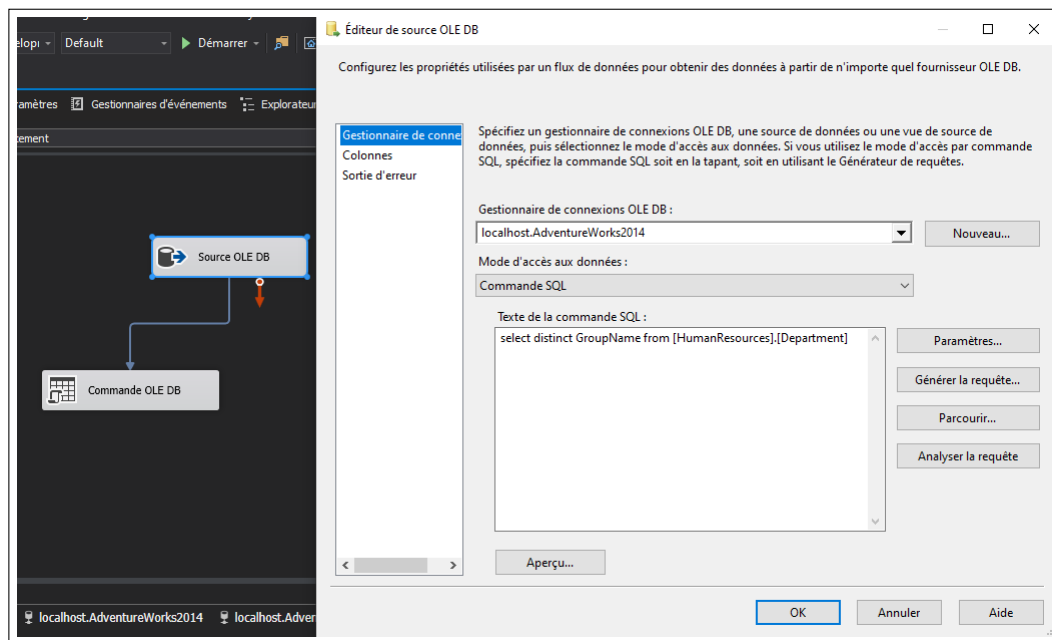 Default
Démarrer
Gestionnaires d'événements
Source OLE DB
Commande OLE DB
localhost.AdventureWorks2014
Éditeur de source OLE DB
Configurez les propriétés utilisées par un flux de données pour obtenir des données à partir de n'importe quel fournisseur OLE DB.
Gestionnaire de conne
Colonnes
Sortie d'erreur
Spécifiez un gestionnaire de connexions OLE DB, une source de données ou une vue de source de
données, puis sélectionnez le mode d'accès aux données. Si vous utilisez le mode d'accès par commande
SQL, spécifiez la commande SQL soit en la tapant, soit en utilisant le Générateur de requêtes.
Gestionnaire de connexions OLE DB :
localhost.AdventureWorks2014
Nouveau...
Mode d'accès aux données :
Commande SQL
Texte de la commande SQL :
select distinct GroupName from [HumanResources].[Department]
Paramètres...
Générer la requête...
Parcourir...
Analyser la requête
Aperçu...
OK
Annuler
Aide